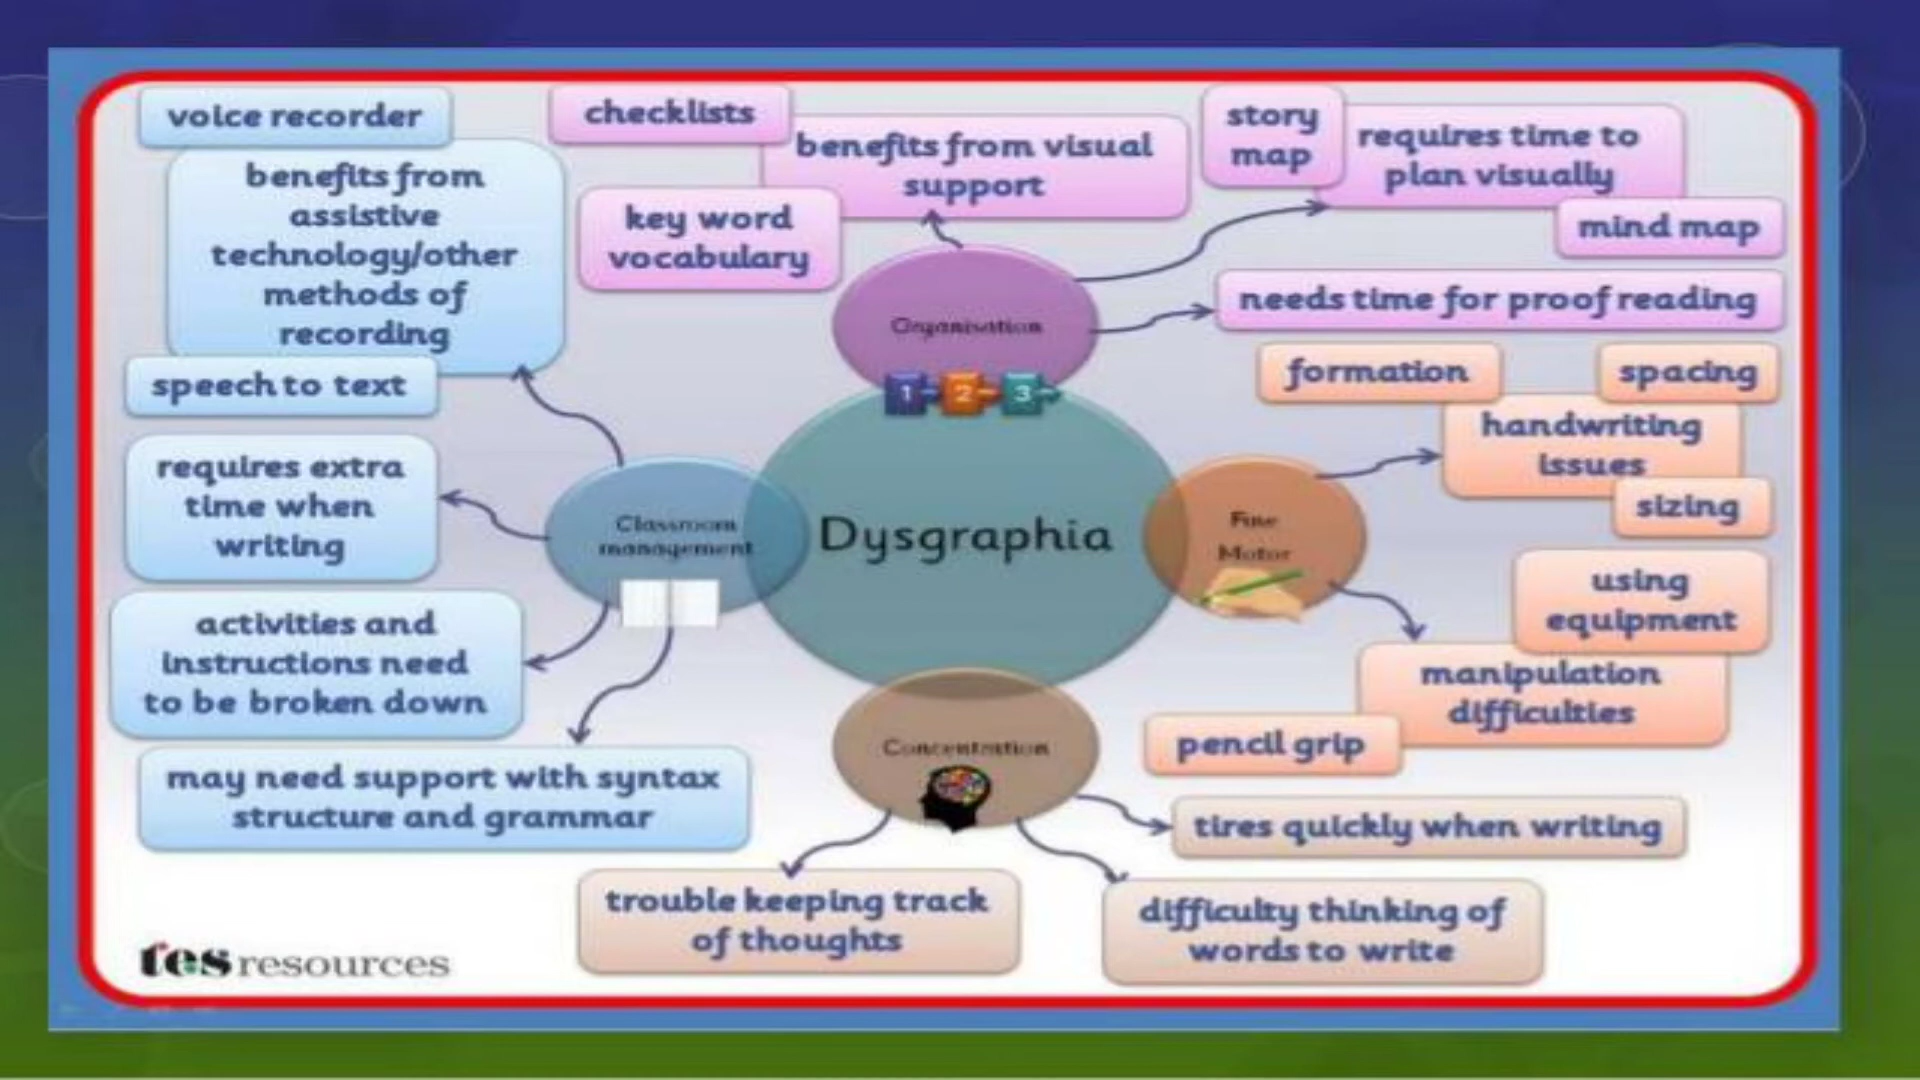 voice recorder
benefits from
assistive
technology/other
methods of
recording
speech to text
requires extra
time when
writing
activities and
instructions need
to be broken down
may need support with syntax
structure and grammar
Classroom
management
checklists
benefits from visual
support
key word
vocabulary
story
map
requires time to
plan visually
mind map
needs time for proof reading
Organisation
1 2 3
Dysgraphia
formation
spacing
handwriting
issues
sizing
Fine
Motor
using
equipment
manipulation
difficulties
pencil grip
Concentration
tires quickly when writing
trouble keeping track
of thoughts
difficulty thinking of
words to write
tes resources